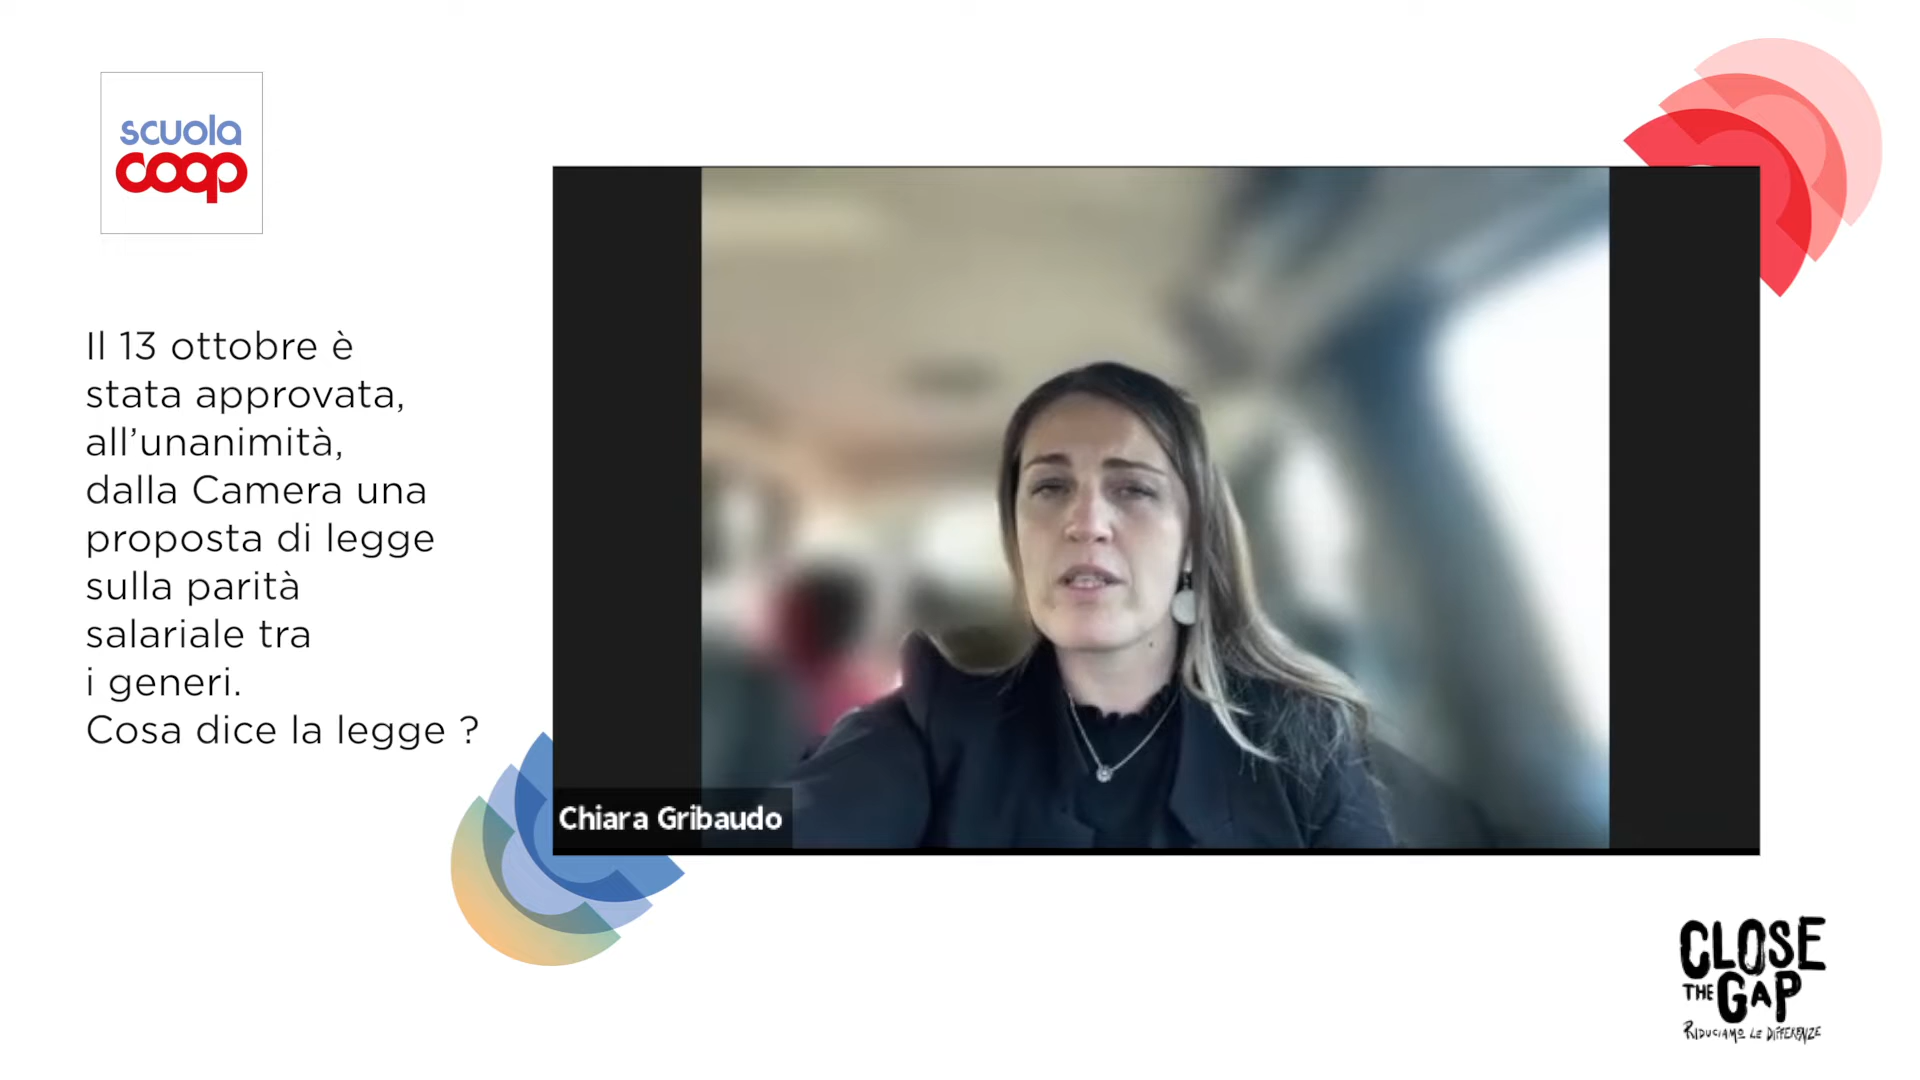 scuola
coop
Il 13 ottobre è
stata approvata,
all’unanimità,
dalla Camera una
proposta di legge
sulla parità
salariale tra
i generi.
Cosa dice la legge ?
Chiara Gribaudo
CLOSE
THE GAP
RIDUCIAMO LE DIFFERENZE